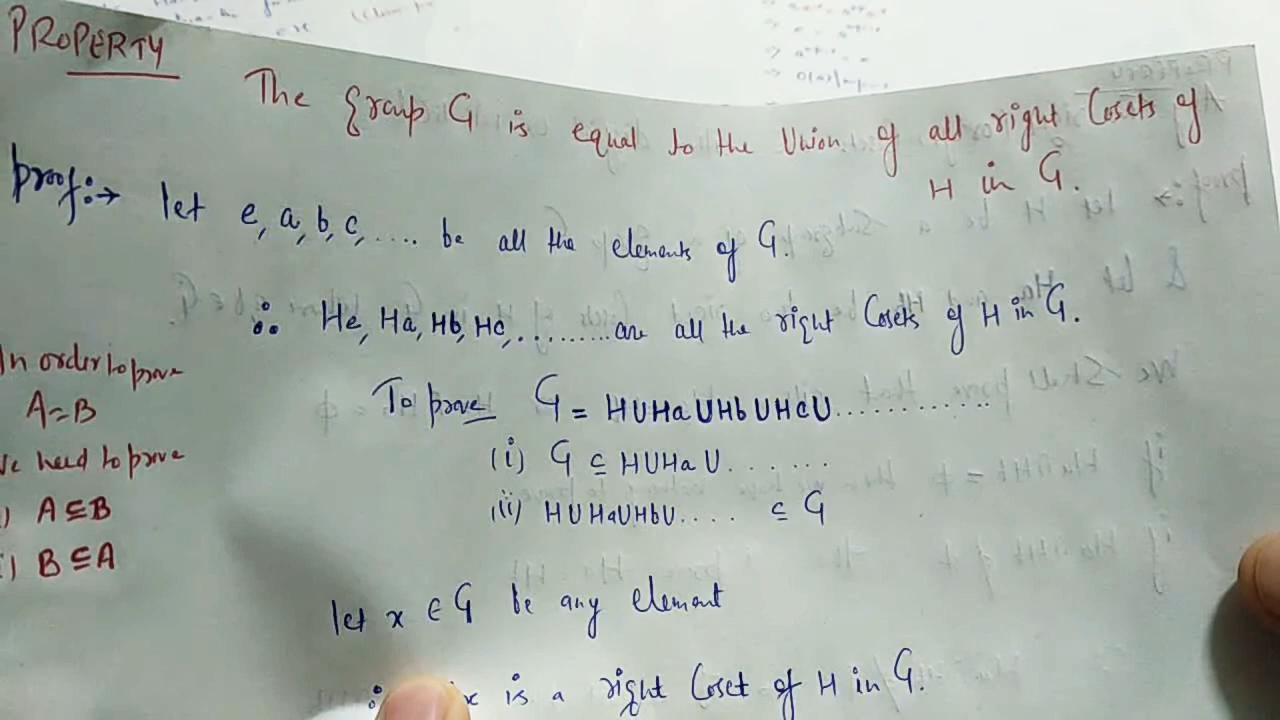 PROPERTY
The Group G is equal to the Union of all right Cosets of
H in G.
Proof:→ let e, a, b, c, .... be all the elements of G.
∴ He, Ha, Hb, Hc, ......... are all the right Cosets of H in G.
In order to prove
A=B
We need to prove
) A⊆B
) B⊆A
To prove G = HUHaUHbUHcU............
(i) G ⊆ HUHaU......
(ii) HUHaUHbU.... ⊆ G
let x ∈ G be any element
x is a right Coset of H in G.